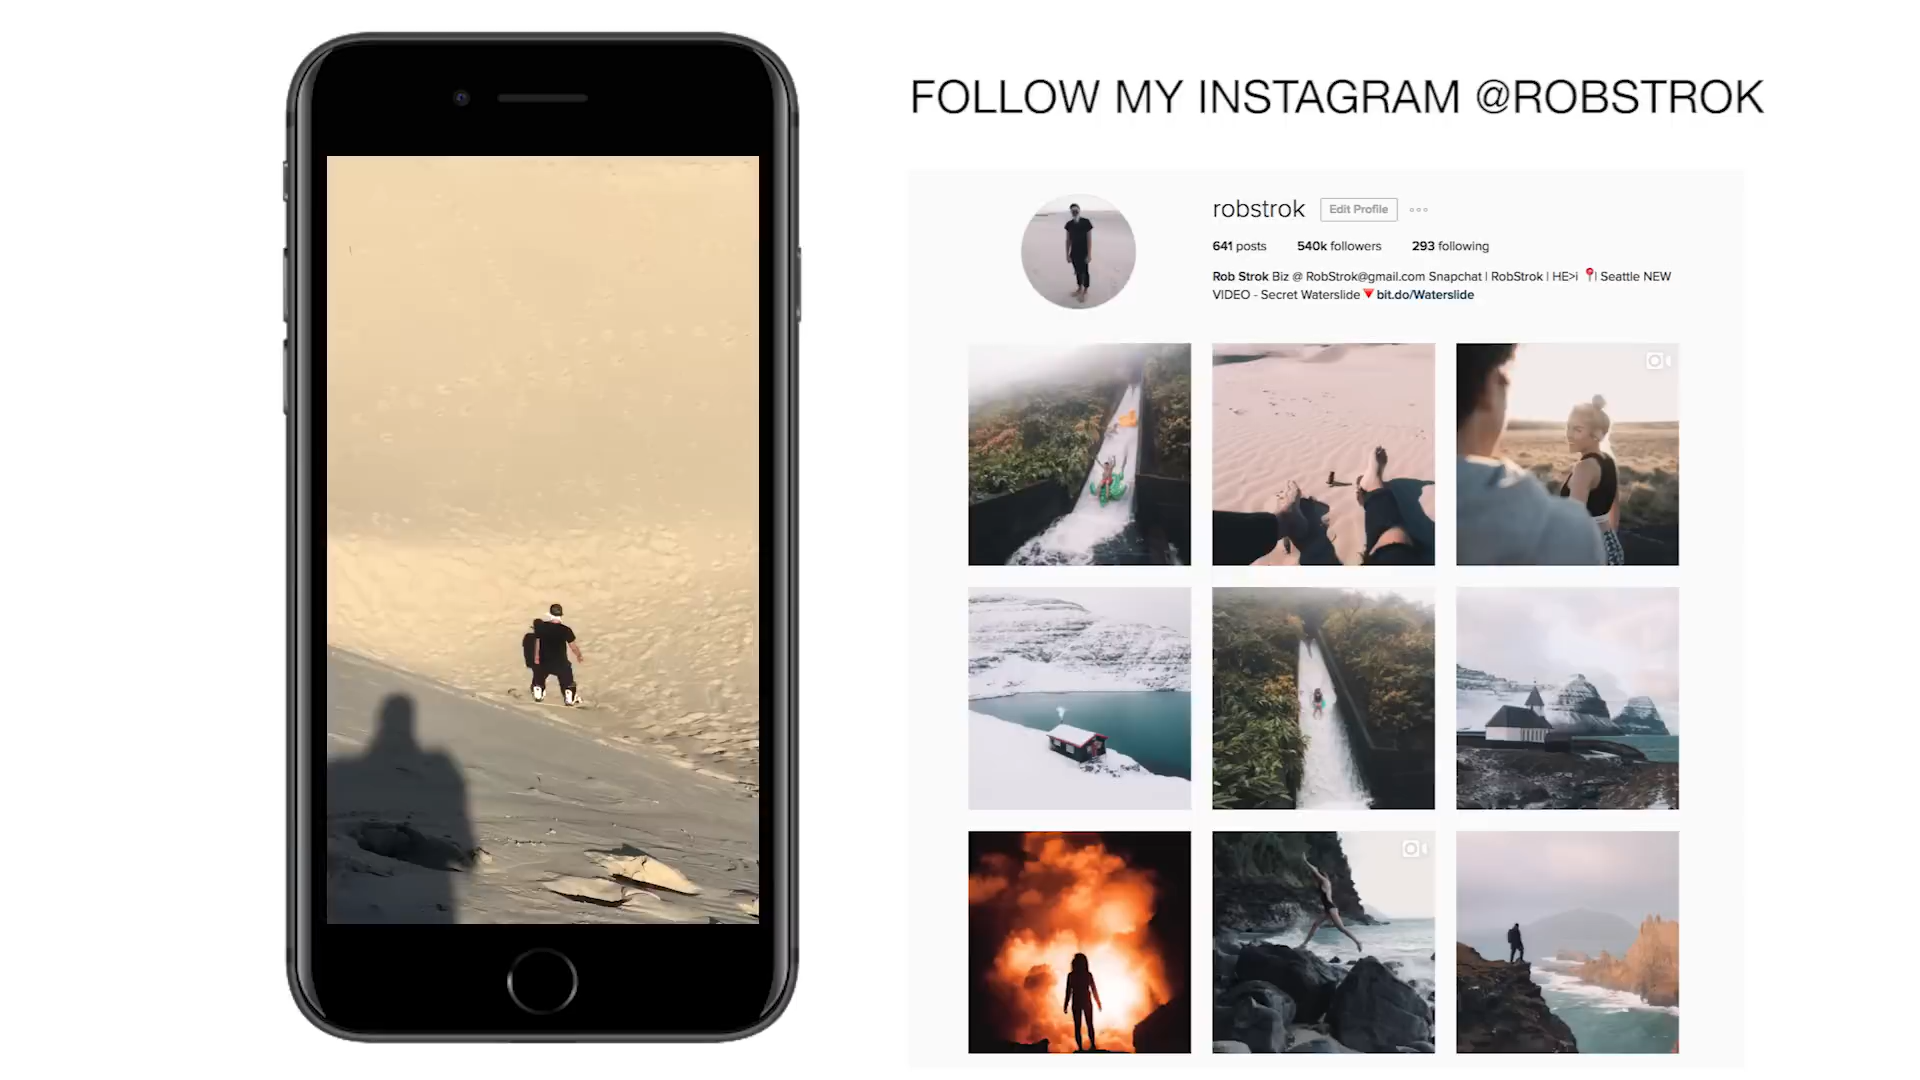 FOLLOW MY INSTAGRAM @ROBSTROK
robstrok Edit Profile
641 posts 540k followers 293 following
Rob Strok Biz @ RobStrok@gmail.com Snapchat | RobStrok | HE>i 📍| Seattle NEW
VIDEO - Secret Waterslide 🔻 bit.do/Waterslide